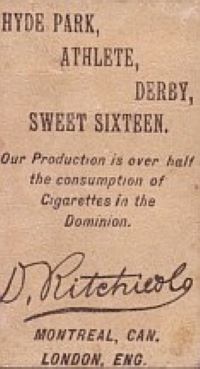 HYDE PARK,
ATHLETE,
DERBY,
SWEET SIXTEEN.
Our Production is over half
the consumption of
Cigarettes in the
Dominion.
D. Ritchie & Co
MONTREAL, CAN.
LONDON, ENG.